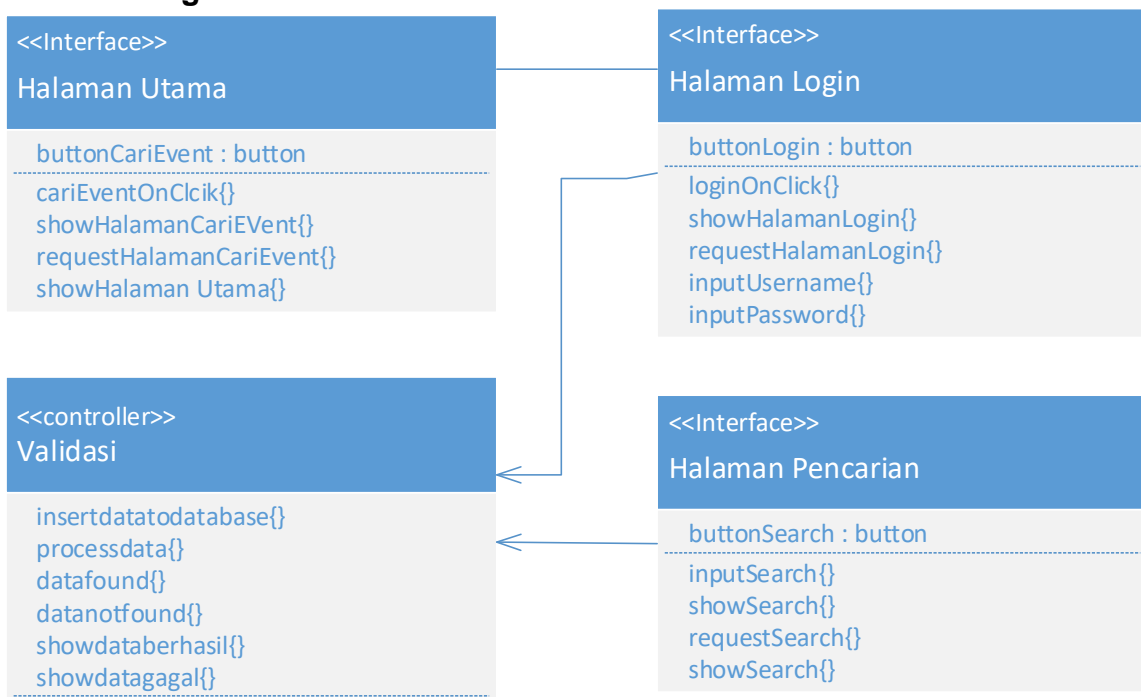 <<Interface>>
Halaman Utama
buttonCariEvent : button
cariEventOnClcik{}
showHalamanCariEVent{}
requestHalamanCariEvent{}
showHalaman Utama{}
<<Interface>>
Halaman Login
buttonLogin : button
loginOnClick{}
showHalamanLogin{}
requestHalamanLogin{}
inputUsername{}
inputPassword{}
<<controller>>
Validasi
insertdatatodatabase{}
processdata{}
datafound{}
datanotfound{}
showdataberhasil{}
showdatagagal{}
<<Interface>>
Halaman Pencarian
buttonSearch : button
inputSearch{}
showSearch{}
requestSearch{}
showSearch{}